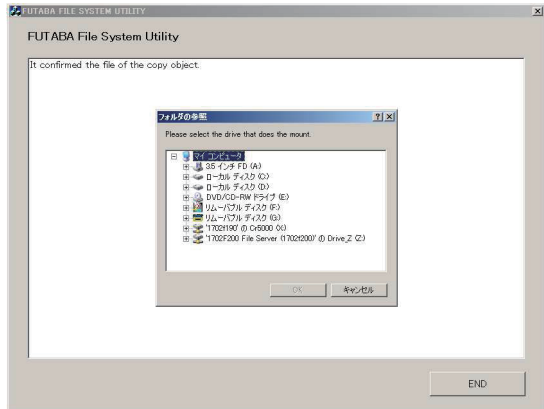 FUTABA FILE SYSTEM UTILITY
FUTABA File System Utility
It confirmed the file of the copy object.
フォルダの参照
Please select the drive that does the mount.
マイ コンピュータ
3.5 インチ FD (A:)
ローカル ディスク (C:)
ローカル ディスク (D:)
DVD/CD-RW ドライブ (E:)
リムーバブル ディスク (F:)
リムーバブル ディスク (G:)
'1702f190' の Cr5000 (X:)
'1702F200 File Server (1702f200)' の Drive_Z (Z:)
OK
キャンセル
END